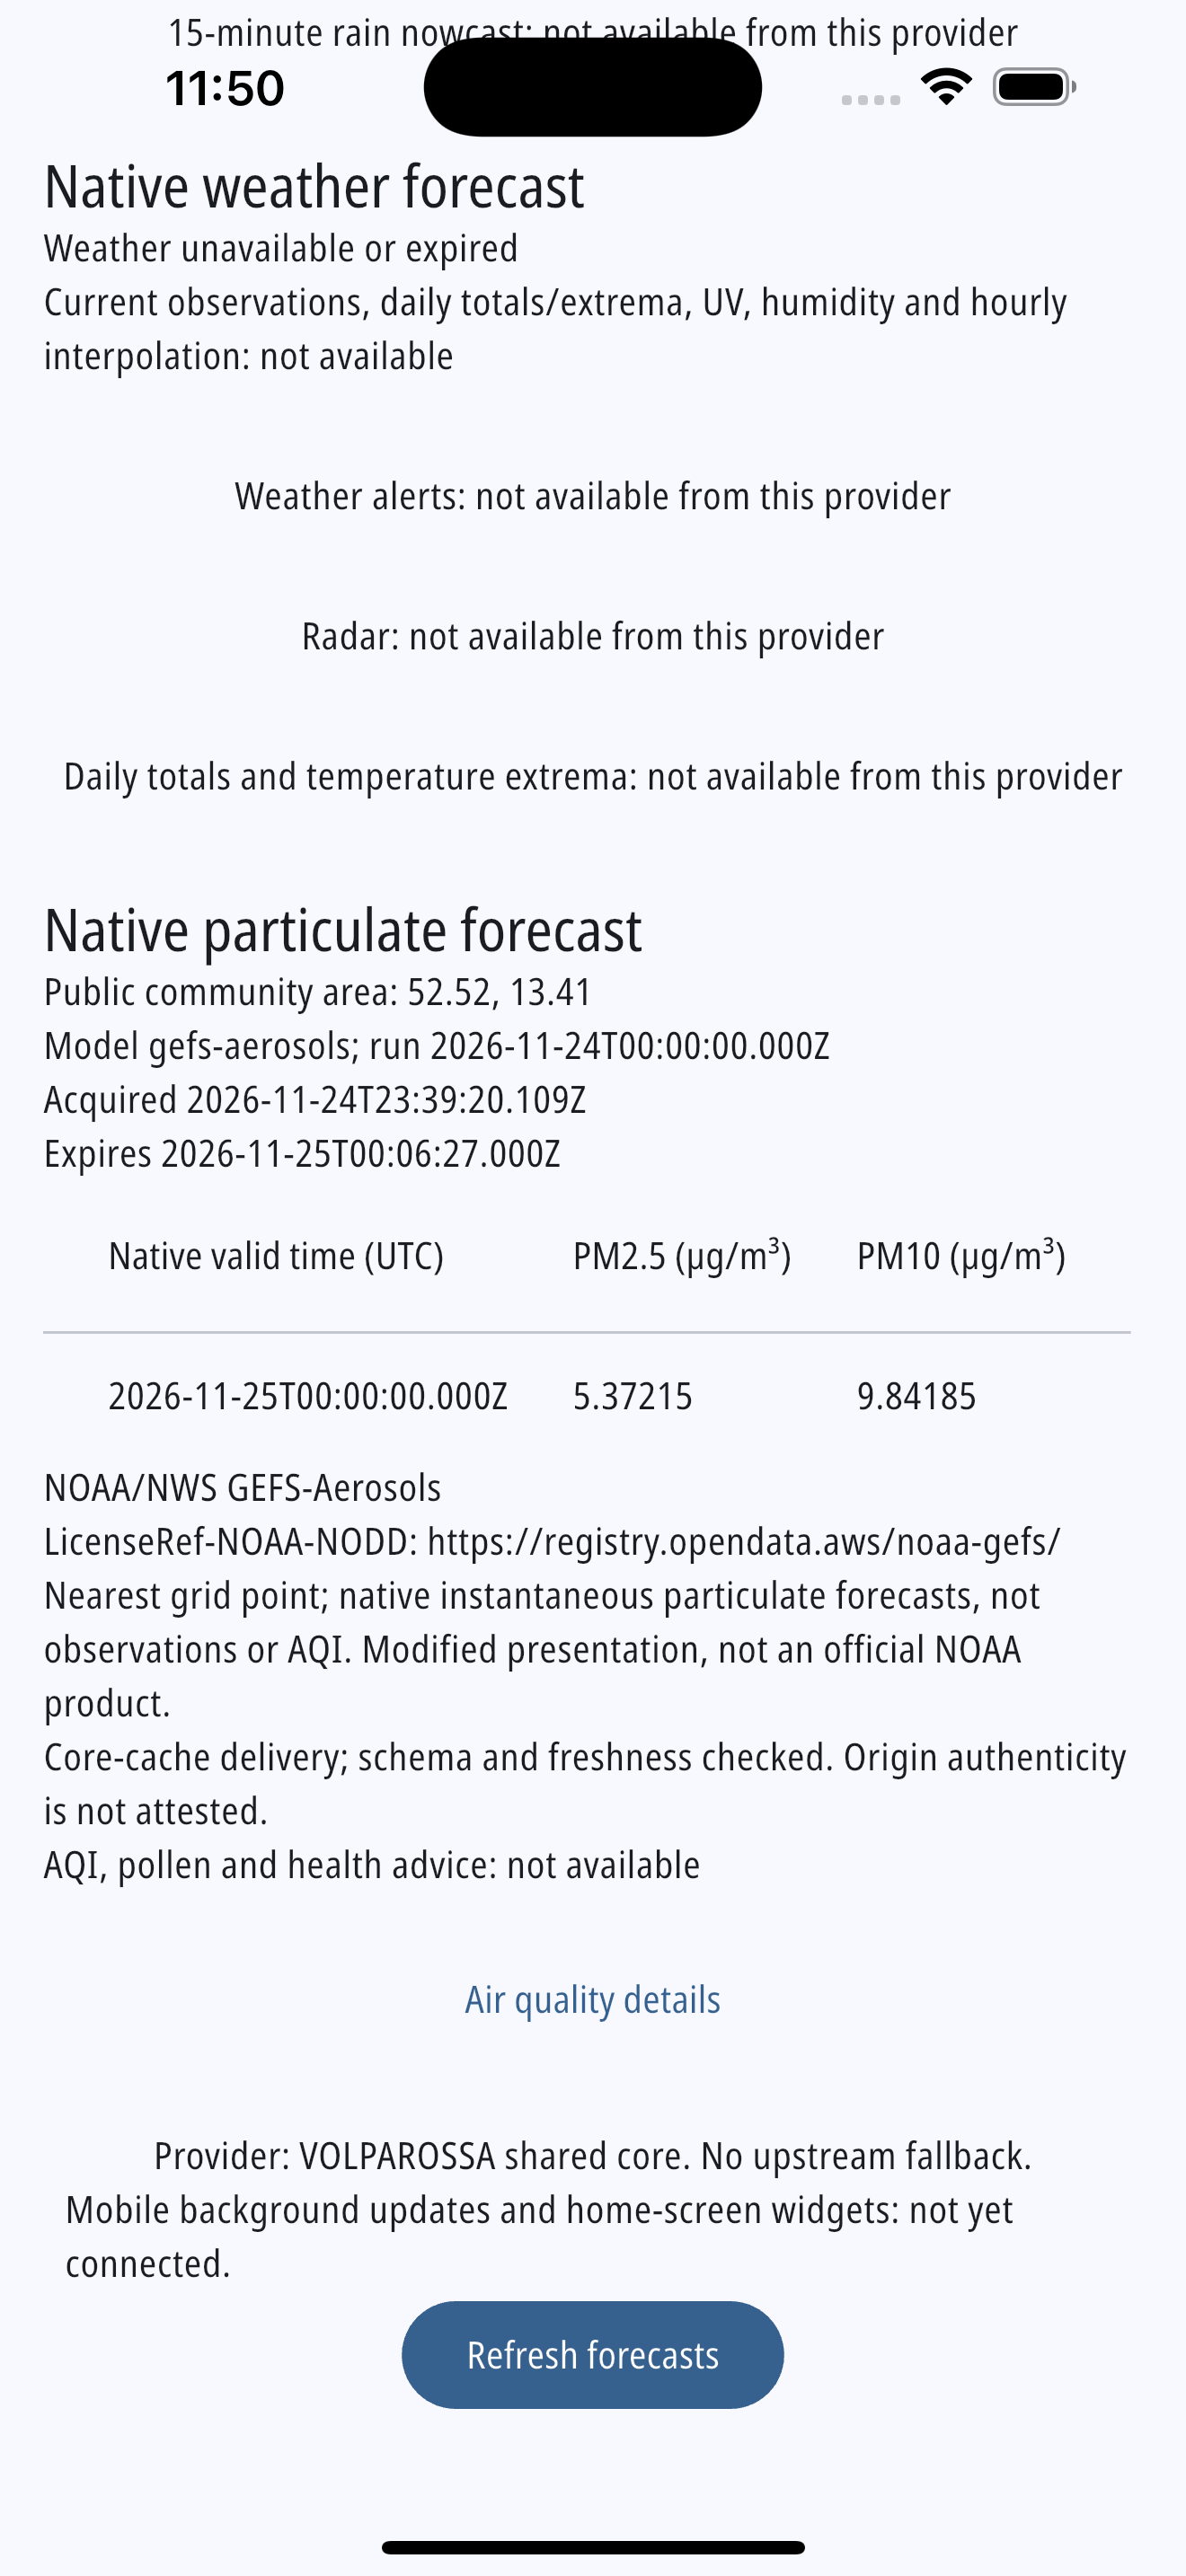 15-minute rain nowcast: not available from this provider
11:50
Native weather forecast
Weather unavailable or expired
Current observations, daily totals/extrema, UV, humidity and hourly
interpolation: not available
Weather alerts: not available from this provider
Radar: not available from this provider
Daily totals and temperature extrema: not available from this provider
Native particulate forecast
Public community area: 52.52, 13.41
Model gefs-aerosols; run 2026-11-24T00:00:00.000Z
Acquired 2026-11-24T23:39:20.109Z
Expires 2026-11-25T00:06:27.000Z
Native valid time (UTC) PM2.5 (µg/m³) PM10 (µg/m³)
2026-11-25T00:00:00.000Z 5.37215 9.84185
NOAA/NWS GEFS-Aerosols
LicenseRef-NOAA-NODD: https://registry.opendata.aws/noaa-gefs/
Nearest grid point; native instantaneous particulate forecasts, not
observations or AQI. Modified presentation, not an official NOAA
product.
Core-cache delivery; schema and freshness checked. Origin authenticity
is not attested.
AQI, pollen and health advice: not available
Air quality details
Provider: VOLPAROSSA shared core. No upstream fallback.
Mobile background updates and home-screen widgets: not yet
connected.
Refresh forecasts